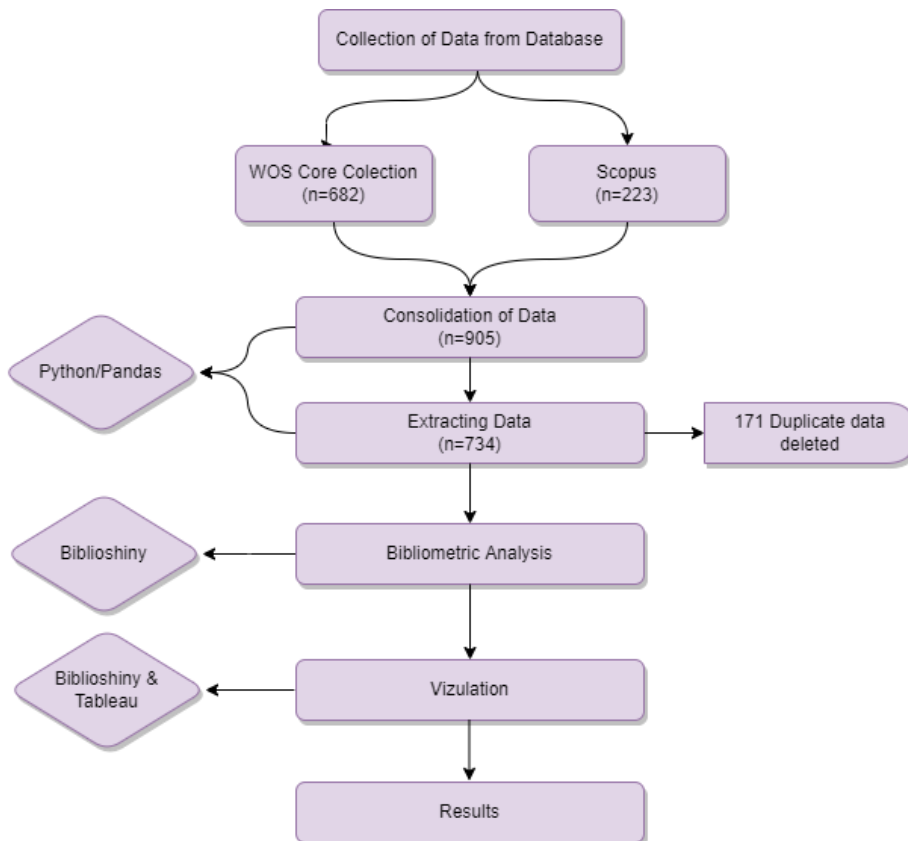 Collection of Data from Database
WOS Core Colection
(n=682)
Scopus
(n=223)
Consolidation of Data
(n=905)
Python/Pandas
Extracting Data
(n=734)
171 Duplicate data
deleted
Biblioshiny
Bibliometric Analysis
Biblioshiny &
Tableau
Vizulation
Results